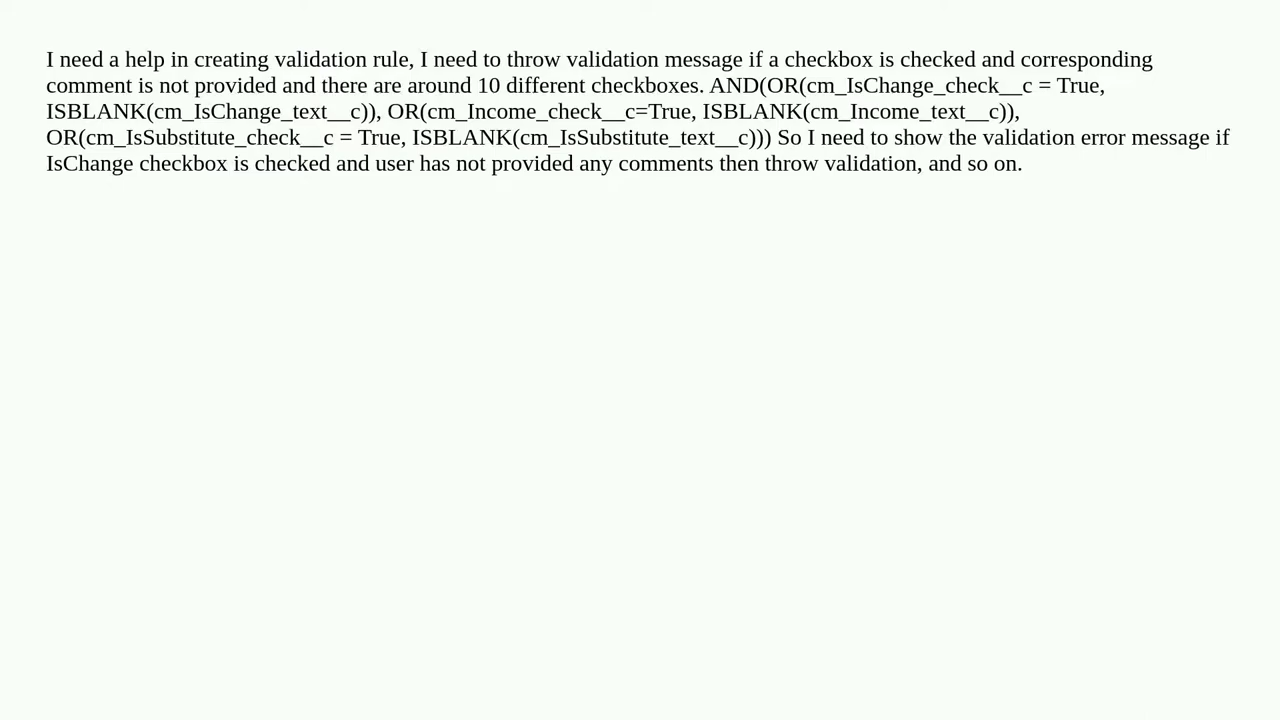 I need a help in creating validation rule, I need to throw validation message if a checkbox is checked and corresponding
comment is not provided and there are around 10 different checkboxes. AND(OR(cm_IsChange_check__c = True,
ISBLANK(cm_IsChange_text__c)), OR(cm_Income_check__c=True, ISBLANK(cm_Income_text__c)),
OR(cm_IsSubstitute_check__c = True, ISBLANK(cm_IsSubstitute_text__c))) So I need to show the validation error message if
IsChange checkbox is checked and user has not provided any comments then throw validation, and so on.